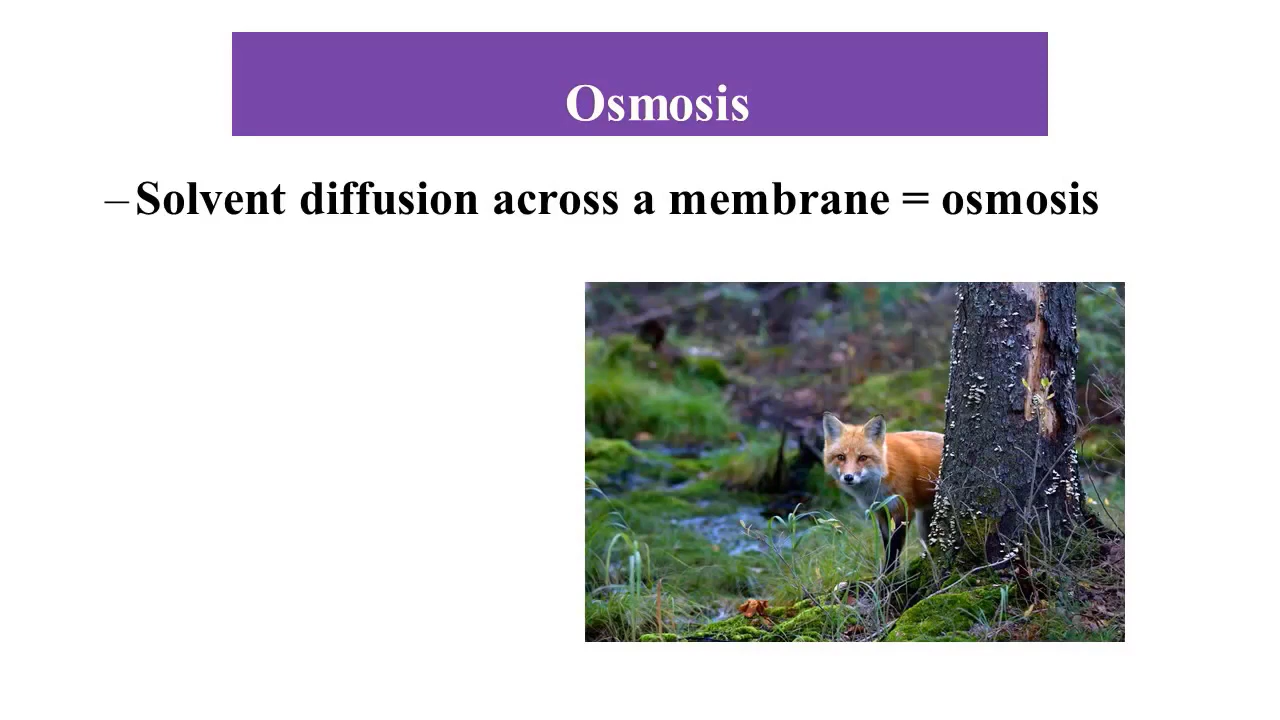 Osmosis
–Solvent diffusion across a membrane = osmosis